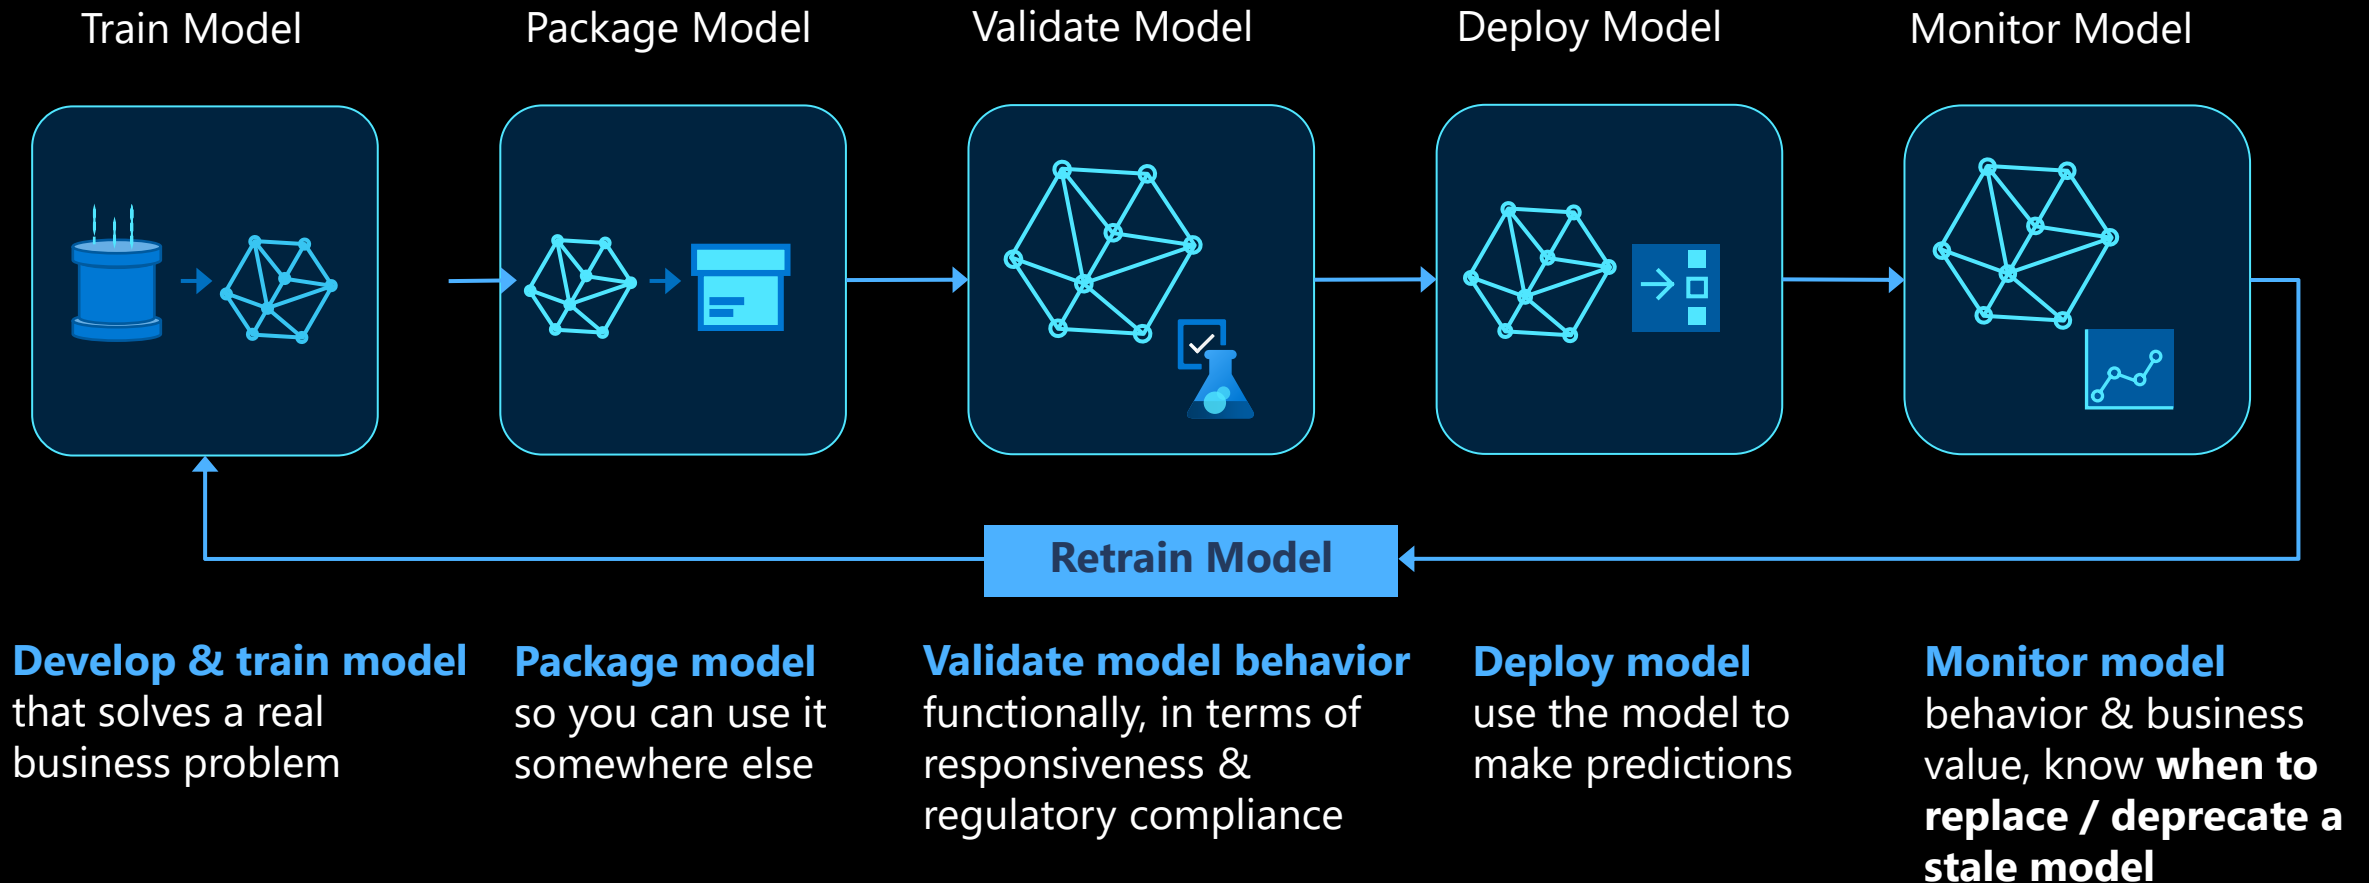 Train Model
Package Model
Validate Model
Deploy Model
Monitor Model
Retrain Model
Develop & train model
that solves a real
business problem
Package model
so you can use it
somewhere else
Validate model behavior
functionally, in terms of
responsiveness &
regulatory compliance
Deploy model
use the model to
make predictions
Monitor model
behavior & business
value, know when to
replace / deprecate a
stale model